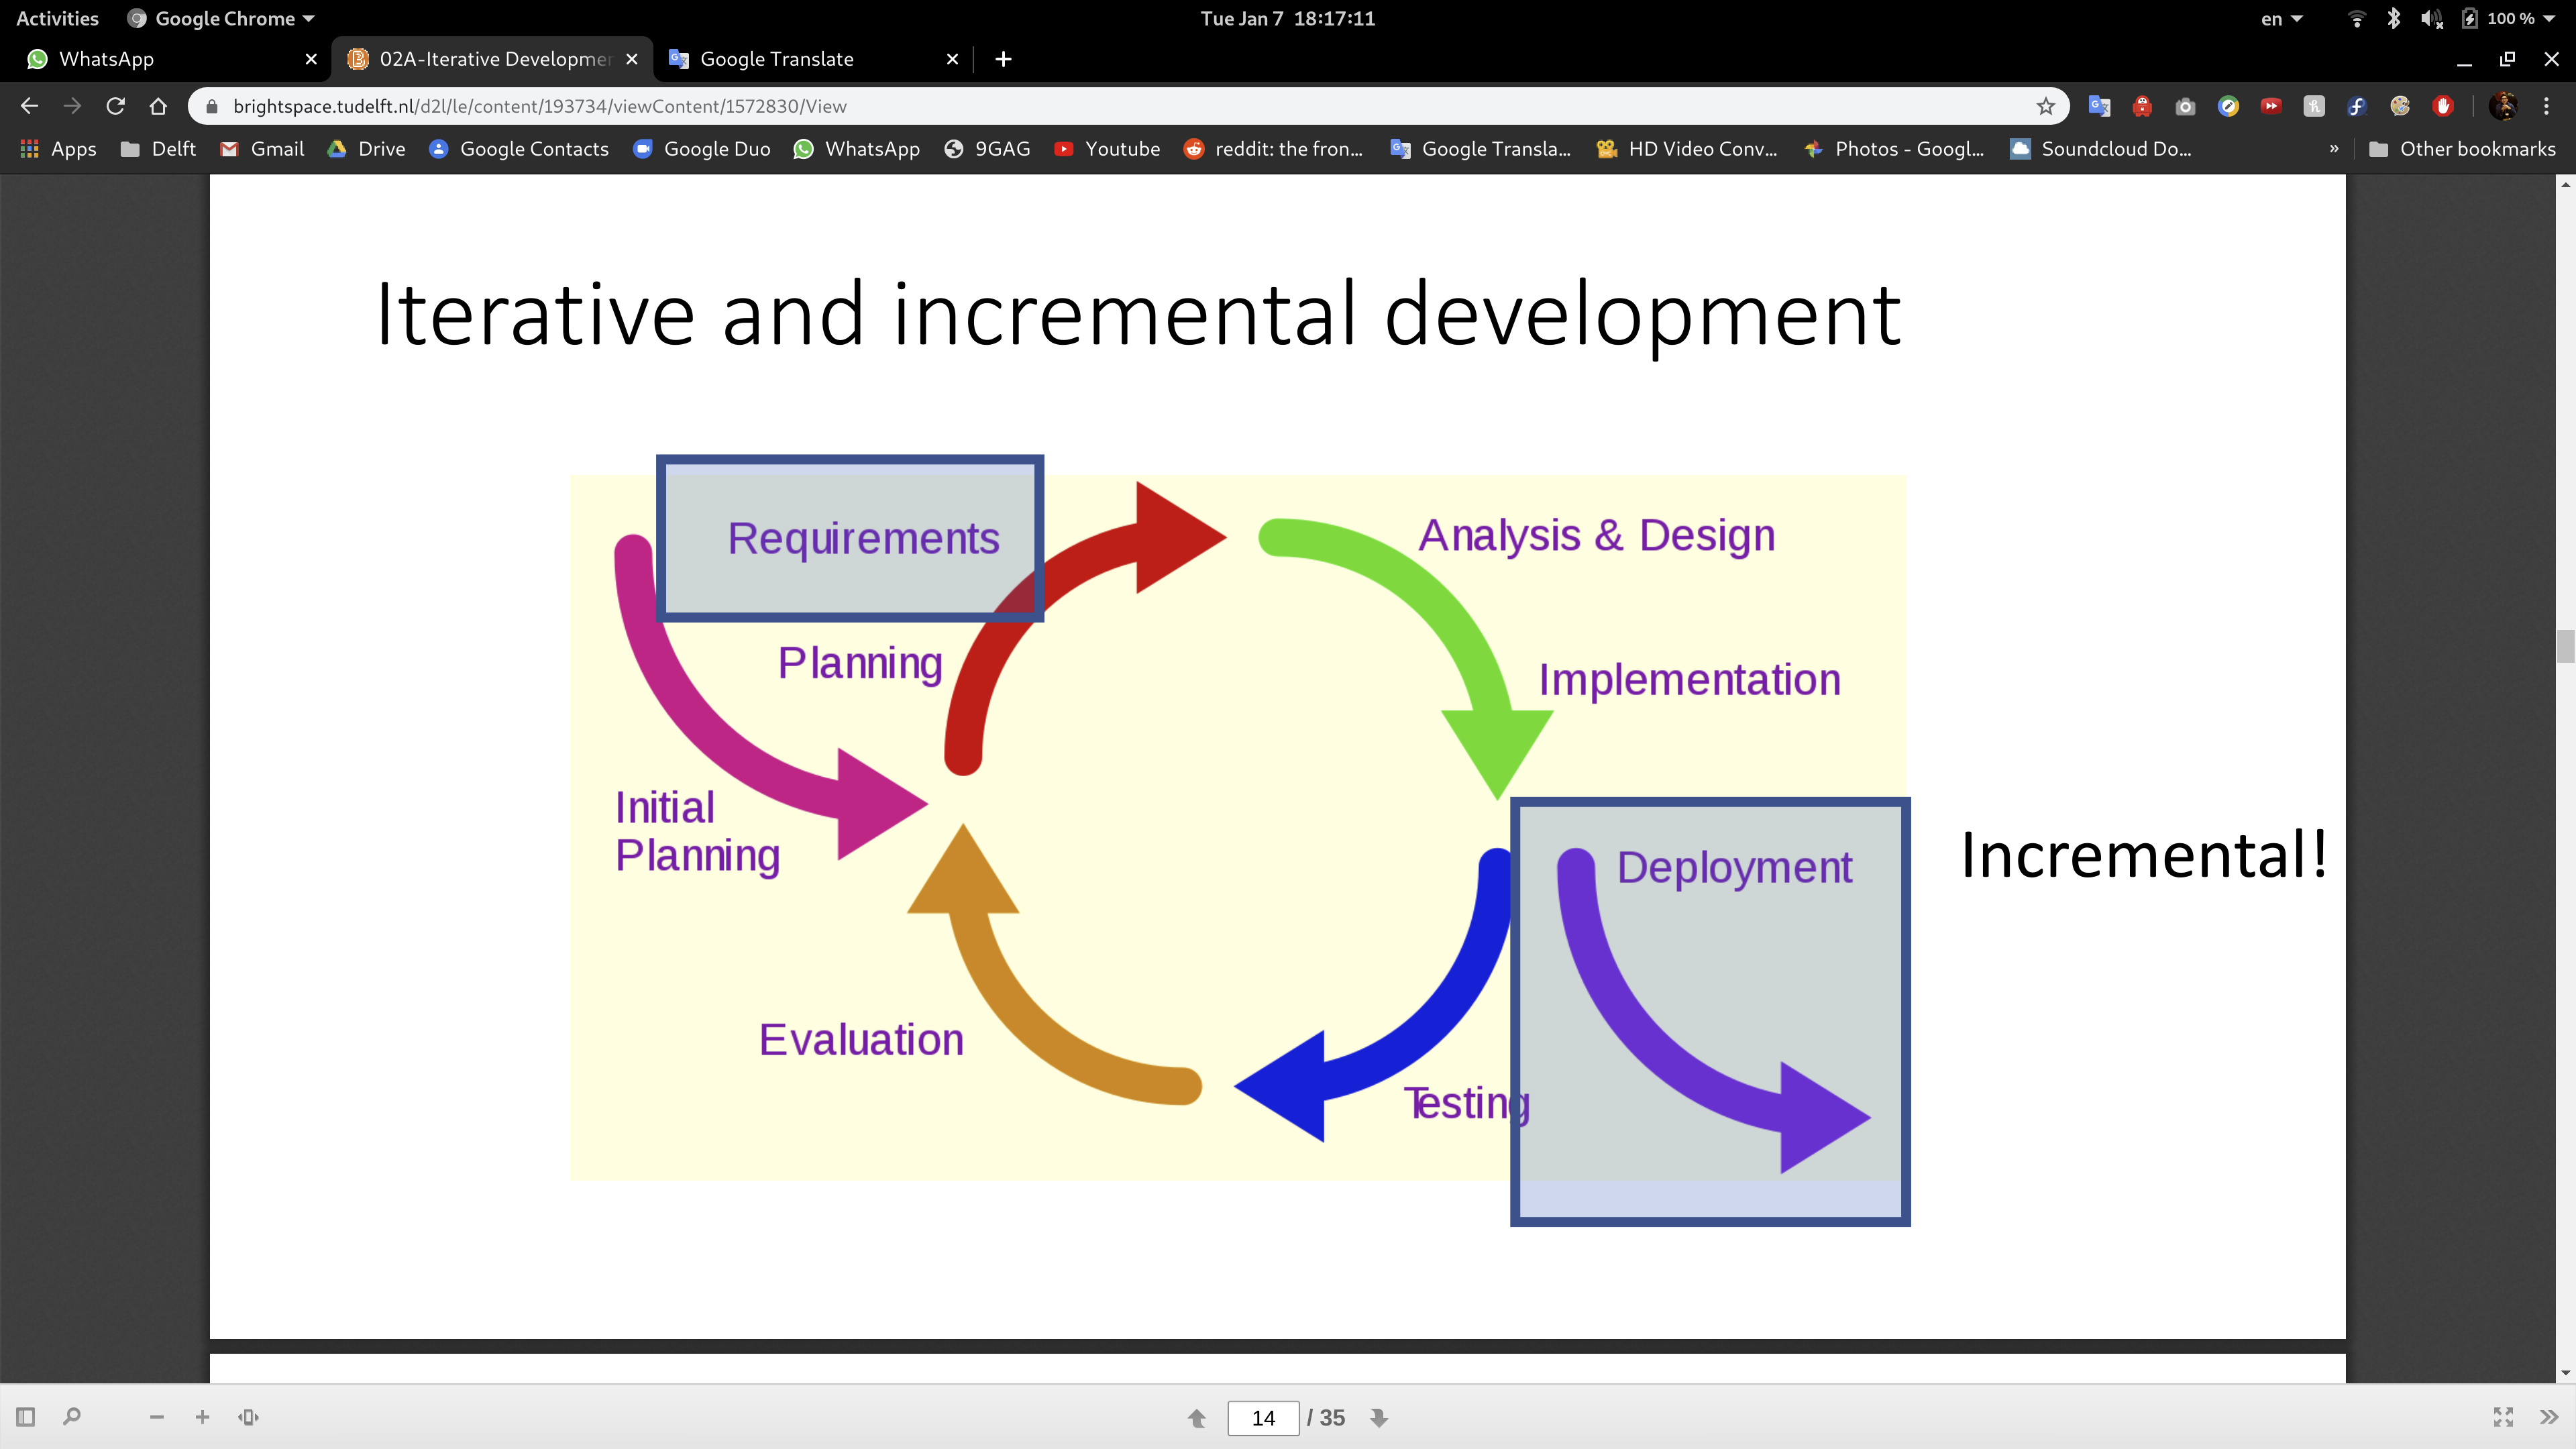 Activities Google Chrome Tue Jan 7 18:17:11 en 100 %
WhatsApp 02A-Iterative Developmen Google Translate
brightspace.tudelft.nl/d2l/le/content/193734/viewContent/1572830/View
Apps Delft Gmail Drive Google Contacts Google Duo WhatsApp 9GAG Youtube reddit: the fron... Google Transla... HD Video Conv... Photos - Googl... Soundcloud Do... » Other bookmarks
Iterative and incremental development
Requirements
Analysis & Design
Planning
Implementation
Initial
Planning
Deployment
Incremental!
Evaluation
Testing
14 / 35